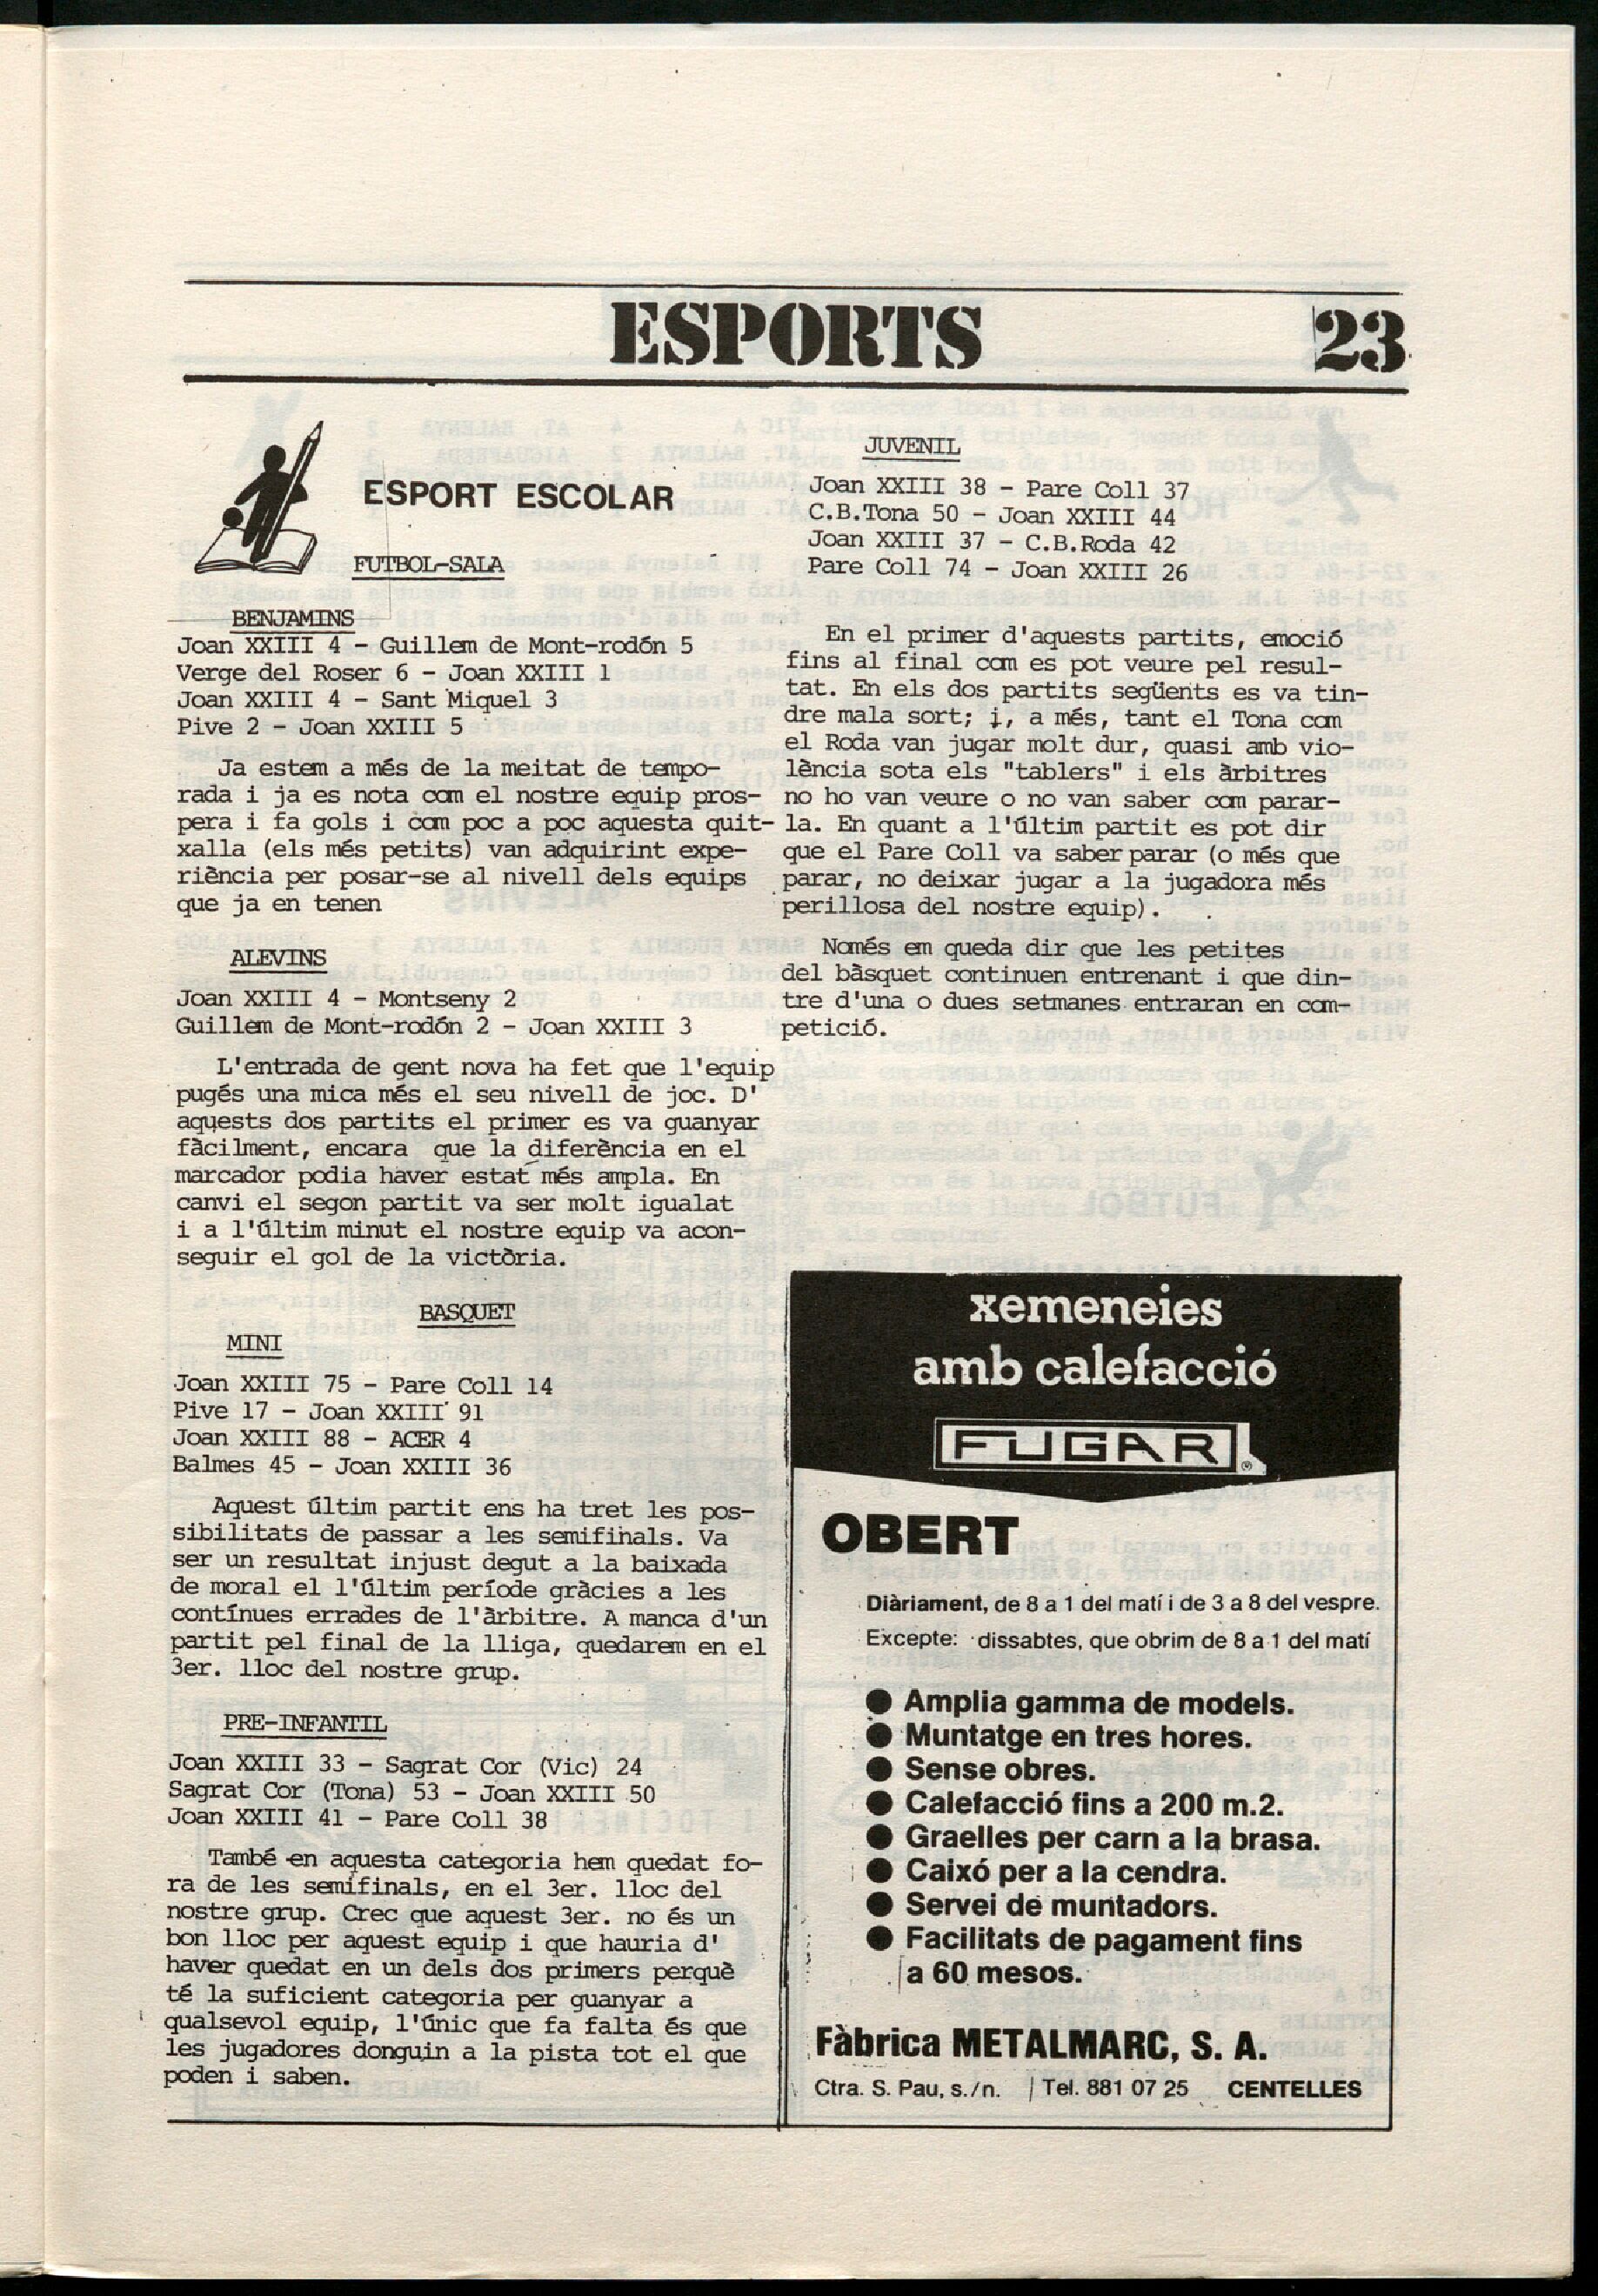 ESPORTS 23
ESPORT ESCOLAR
FUTBOL-SALA
BENJAMINS
Joan XXIII 4 - Guillem de Mont-rodón 5
Verge del Roser 6 - Joan XXIII 1
Joan XXIII 4 - Sant Miquel 3
Pive 2 - Joan XXIII 5
Ja estem a més de la meitat de tempo-
rada i ja es nota com el nostre equip pros-
pera i fa gols i com poc a poc aquesta quit-
xalla (els més petits) van adquirint expe-
riència per posar-se al nivell dels equips
que ja en tenen
ALEVINS
Joan XXIII 4 - Montseny 2
Guillem de Mont-rodón 2 - Joan XXIII 3
L'entrada de gent nova ha fet que l'equip
pugés una mica més el seu nivell de joc. D'
aquests dos partits el primer es va guanyar
fàcilment, encara que la diferència en el
marcador podia haver estat més ampla. En
canvi el segon partit va ser molt igualat
i a l'últim minut el nostre equip va acon-
seguir el gol de la victòria.
BASQUET
MINI
Joan XXIII 75 - Pare Coll 14
Pive 17 - Joan XXIII 91
Joan XXIII 88 - ACER 4
Balmes 45 - Joan XXIII 36
Aquest últim partit ens ha tret les pos-
sibilitats de passar a les semifinals. Va
ser un resultat injust degut a la baixada
de moral el l'últim període gràcies a les
contínues errades de l'àrbitre. A manca d'un
partit pel final de la lliga, quedarem en el
3er. lloc del nostre grup.
PRE-INFANTIL
Joan XXIII 33 - Sagrat Cor (Vic) 24
Sagrat Cor (Tona) 53 - Joan XXIII 50
Joan XXIII 41 - Pare Coll 38
També en aquesta categoria hem quedat fo-
ra de les semifinals, en el 3er. lloc del
nostre grup. Crec que aquest 3er. no és un
bon lloc per aquest equip i que hauria d'
haver quedat en un dels dos primers perquè
té la suficient categoria per guanyar a
qualsevol equip, l'únic que fa falta és que
les jugadores donguin a la pista tot el que
poden i saben.
JUVENIL
Joan XXIII 38 - Pare Coll 37
C.B.Tona 50 - Joan XXIII 44
Joan XXIII 37 - C.B.Roda 42
Pare Coll 74 - Joan XXIII 26
En el primer d'aquests partits, emoció
fins al final com es pot veure pel resul-
tat. En els dos partits següents es va tin-
dre mala sort; i, a més, tant el Tona com
el Roda van jugar molt dur, quasi amb vio-
lència sota els "tablers" i els àrbitres
no ho van veure o no van saber com parar-
la. En quant a l'últim partit es pot dir
que el Pare Coll va saber parar (o més que
parar, no deixar jugar a la jugadora més
perillosa del nostre equip).
Només em queda dir que les petites
del bàsquet continuen entrenant i que din-
tre d'una o dues setmanes entraran en com-
petició.
xemeneies
amb calefacció
FUGAR ®
OBERT
Diàriament, de 8 a 1 del matí i de 3 a 8 del vespre.
Excepte: dissabtes, que obrim de 8 a 1 del matí
● Amplia gamma de models.
● Muntatge en tres hores.
● Sense obres.
● Calefacció fins a 200 m.2.
● Graelles per carn a la brasa.
● Caixó per a la cendra.
● Servei de muntadors.
● Facilitats de pagament fins
a 60 mesos.
Fàbrica METALMARC, S. A.
Ctra. S. Pau, s./n. Tel. 881 07 25 CENTELLES